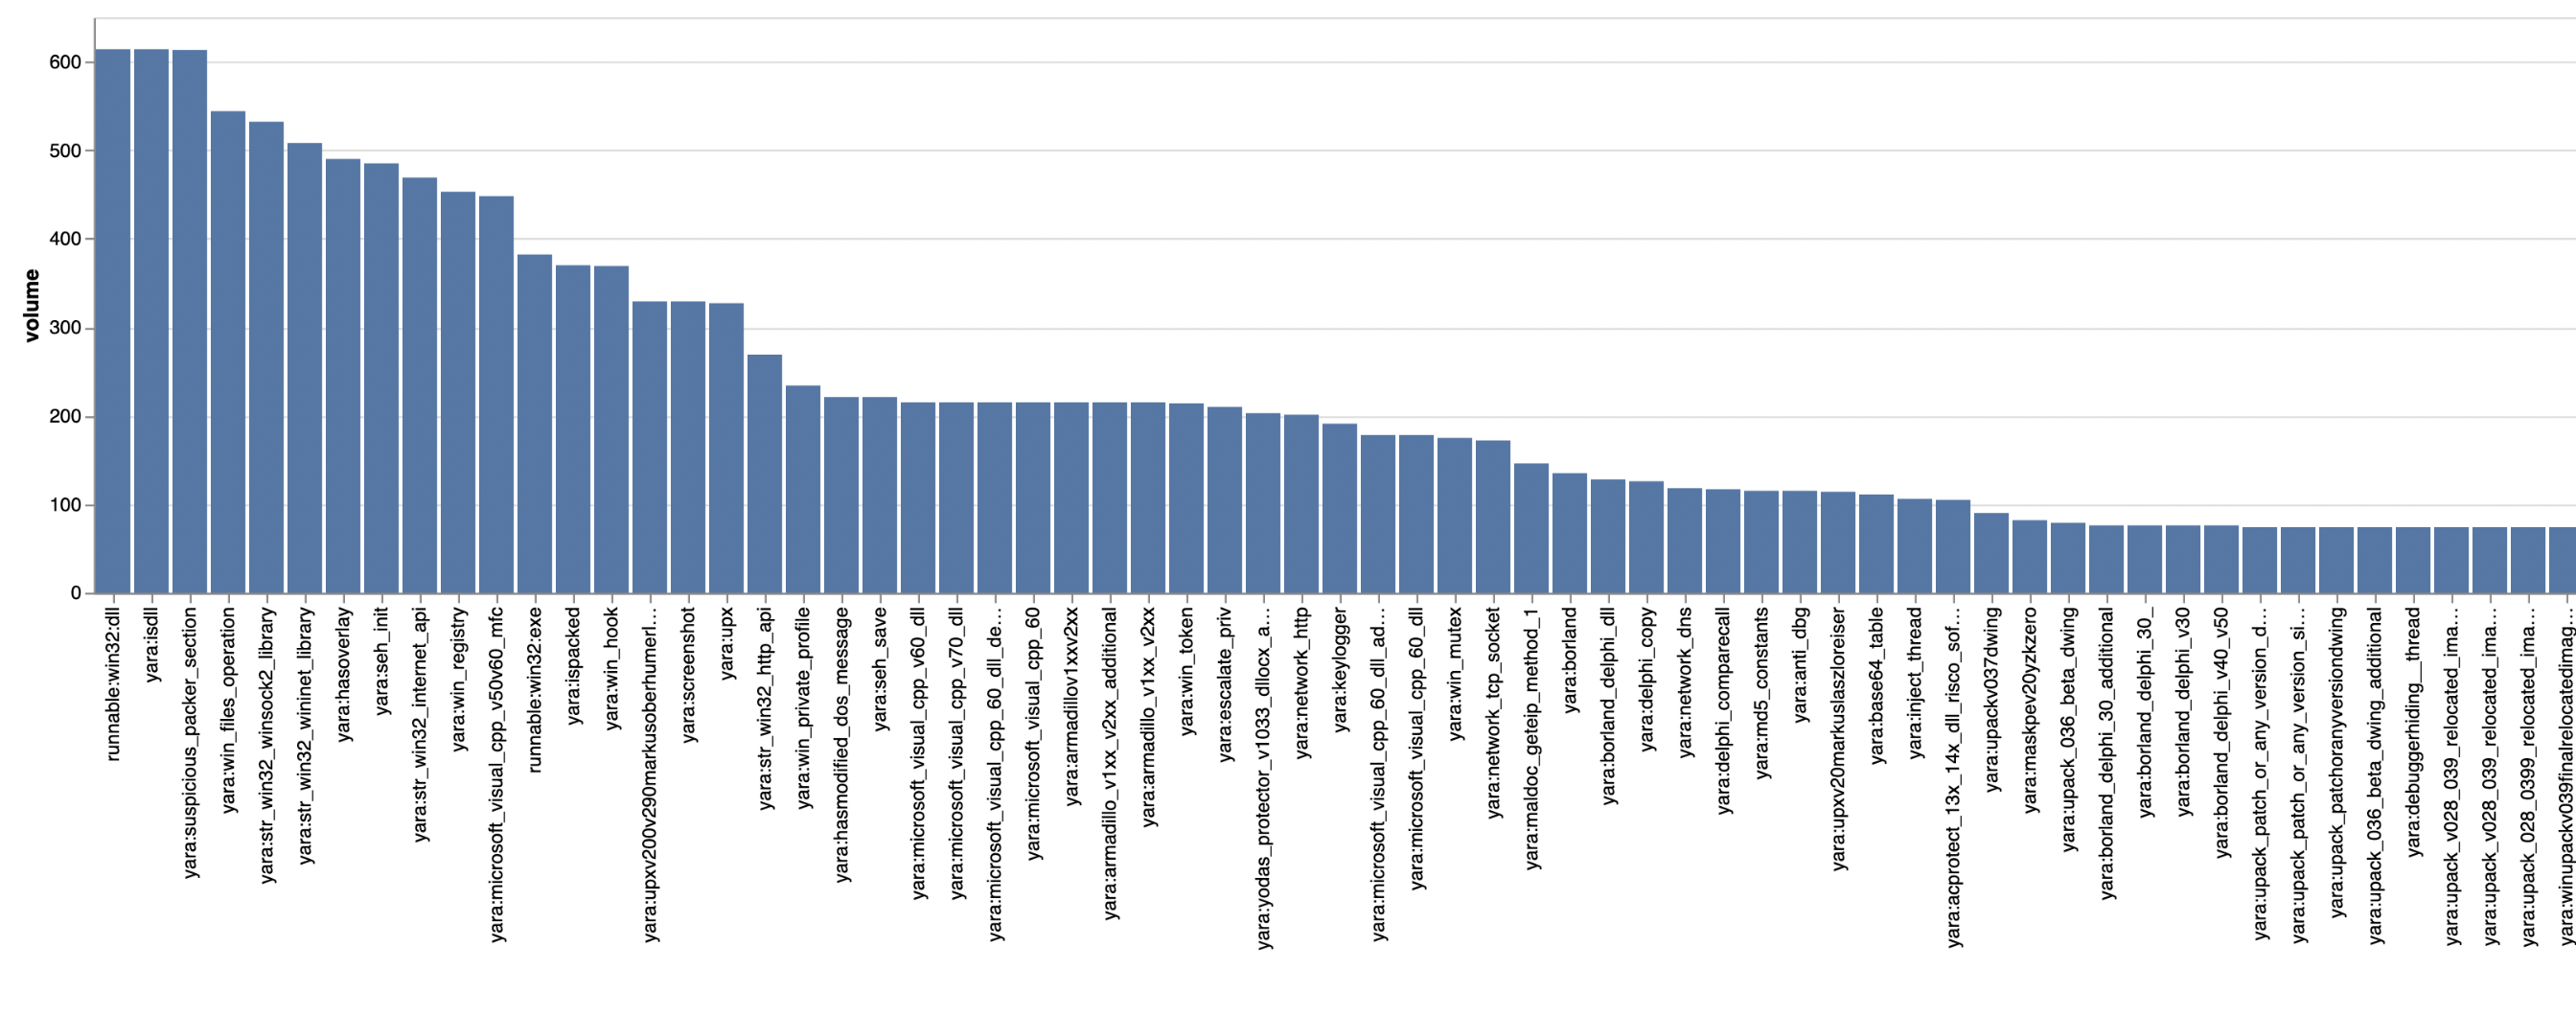 600
500
400
300
200
100
0
volume
runnable:win32:dll
yara:isdll
yara:suspicious_packer_section
yara:win_files_operation
yara:str_win32_winsock2_library
yara:str_win32_wininet_library
yara:hasoverlay
yara:seh_init
yara:str_win32_internet_api
yara:win_registry
yara:microsoft_visual_cpp_v50v60_mfc
runnable:win32:exe
yara:ispacked
yara:win_hook
yara:upxv200v290markusoberhumerl…
yara:screenshot
yara:upx
yara:str_win32_http_api
yara:win_private_profile
yara:hasmodified_dos_message
yara:seh_save
yara:microsoft_visual_cpp_v60_dll
yara:microsoft_visual_cpp_v70_dll
yara:microsoft_visual_cpp_60_dll_de…
yara:microsoft_visual_cpp_60
yara:armadillov1xxv2xx
yara:armadillo_v1xx_v2xx_additional
yara:armadillo_v1xx_v2xx
yara:win_token
yara:escalate_priv
yara:yodas_protector_v1033_dllocx_a…
yara:network_http
yara:keylogger
yara:microsoft_visual_cpp_60_dll_ad…
yara:microsoft_visual_cpp_60_dll
yara:win_mutex
yara:network_tcp_socket
yara:maldoc_geteip_method_1
yara:borland
yara:borland_delphi_dll
yara:delphi_copy
yara:network_dns
yara:delphi_comparecall
yara:md5_constants
yara:anti_dbg
yara:upxv20markuslaszloreiser
yara:base64_table
yara:inject_thread
yara:acprotect_13x_14x_dll_risco_sof…
yara:upackv037dwing
yara:maskpev20yzkzero
yara:upack_036_beta_dwing
yara:borland_delphi_30_additional
yara:borland_delphi_30_
yara:borland_delphi_v30
yara:borland_delphi_v40_v50
yara:upack_patch_or_any_version_d…
yara:upack_patch_or_any_version_si…
yara:upack_patchoranyversiondwing
yara:upack_036_beta_dwing_additional
yara:debuggerhiding__thread
yara:upack_v028_039_relocated_ima…
yara:upack_v028_039_relocated_ima…
yara:upack_028_0399_relocated_ima…
yara:winupackv039finalrelocatedimag…